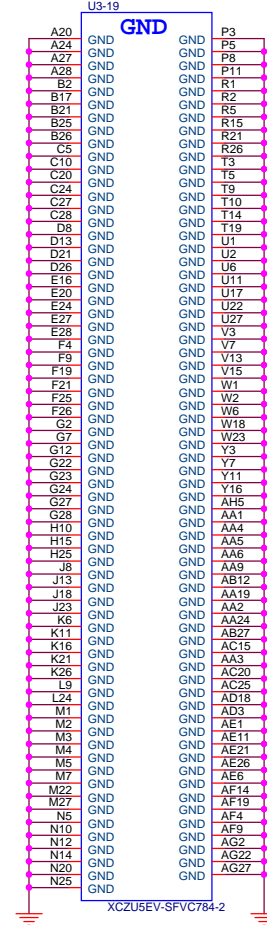 U3-19
GND
A20 GND GND P3
A24 GND GND P5
A27 GND GND P8
A28 GND GND P11
B2 GND GND R1
B17 GND GND R2
B21 GND GND R5
B25 GND GND R15
B26 GND GND R21
C5 GND GND R26
C10 GND GND T3
C20 GND GND T5
C24 GND GND T9
C27 GND GND T10
C28 GND GND T14
D8 GND GND T19
D13 GND GND U1
D21 GND GND U2
D26 GND GND U6
E16 GND GND U11
E20 GND GND U17
E24 GND GND U22
E27 GND GND U27
E28 GND GND V3
F4 GND GND V7
F9 GND GND V13
F19 GND GND V15
F21 GND GND W1
F25 GND GND W2
F26 GND GND W6
G2 GND GND W18
G7 GND GND W23
G12 GND GND Y3
G22 GND GND Y7
G23 GND GND Y11
G24 GND GND Y16
G27 GND GND AH5
G28 GND GND AA1
H10 GND GND AA4
H15 GND GND AA5
H25 GND GND AA6
J8 GND GND AA9
J13 GND GND AB12
J18 GND GND AA19
J23 GND GND AA2
K6 GND GND AA24
K11 GND GND AB27
K16 GND GND AC15
K21 GND GND AA3
K26 GND GND AC20
L9 GND GND AC25
L24 GND GND AD18
M1 GND GND AD3
M2 GND GND AE1
M3 GND GND AE11
M4 GND GND AE21
M5 GND GND AE26
M7 GND GND AE6
M22 GND GND AF14
M27 GND GND AF19
N5 GND GND AF4
N10 GND GND AF9
N12 GND GND AG2
N14 GND GND AG22
N20 GND GND AG27
N25 GND
XCZU5EV-SFVC784-2